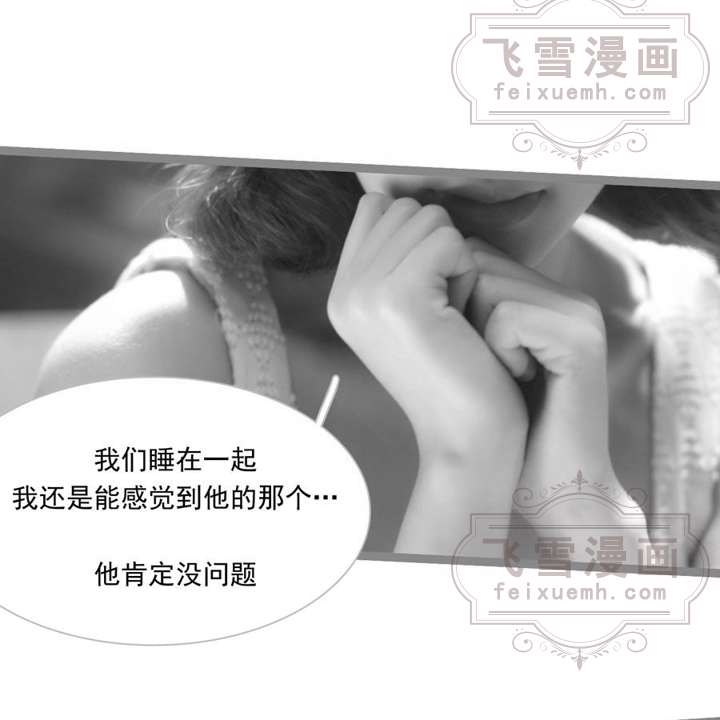 飞雪漫画
feixuemh.com
我们睡在一起
我还是能感觉到他的那个…
他肯定没问题
飞雪漫画
feixuemh.com